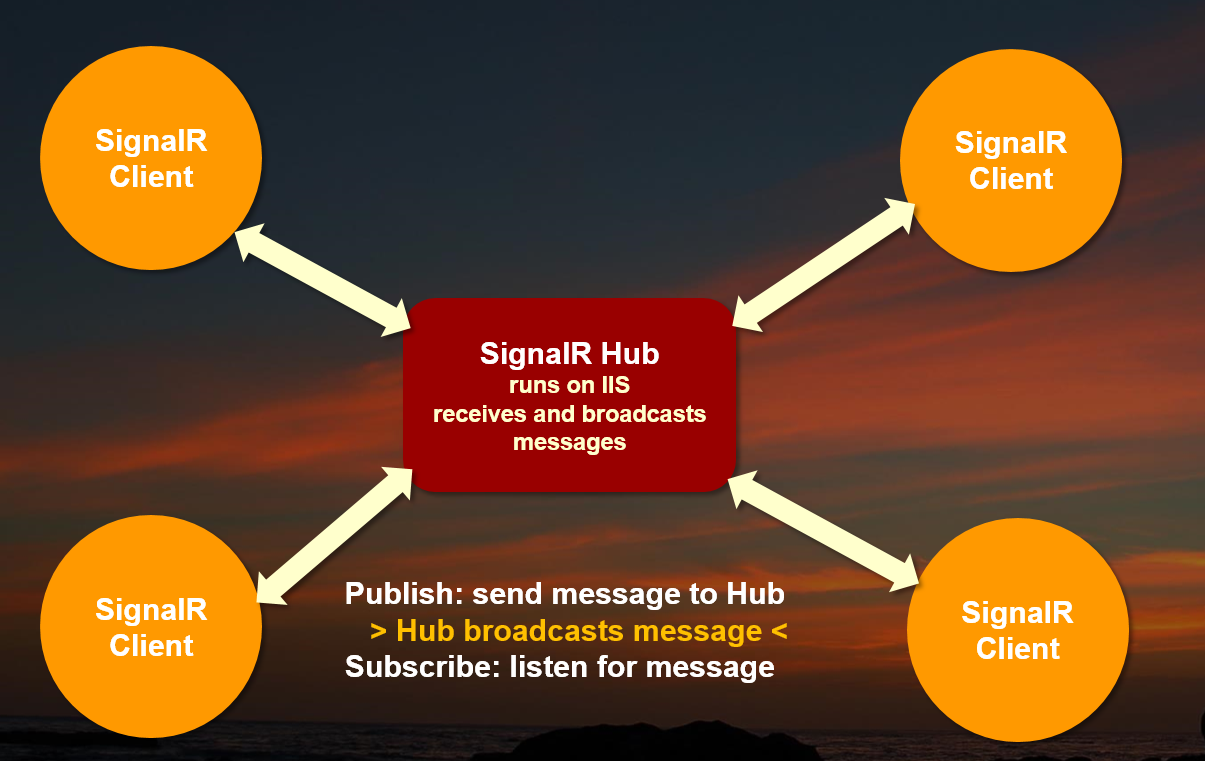 SignalR
Client
SignalR
Client
SignalR Hub
runs on IIS
receives and broadcasts
messages
SignalR
Client
Publish: send message to Hub
> Hub broadcasts message <
Subscribe: listen for message
SignalR
Client